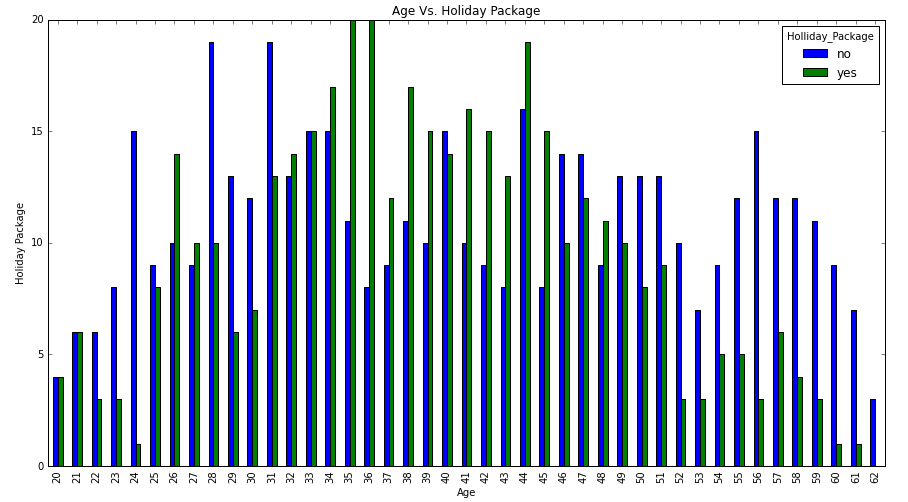 Age Vs. Holiday Package
Holliday_Package
no
yes
20
15
10
5
0
Holiday Package
20 21 22 23 24 25 26 27 28 29 30 31 32 33 34 35 36 37 38 39 40 41 42 43 44 45 46 47 48 49 50 51 52 53 54 55 56 57 58 59 60 61 62
Age